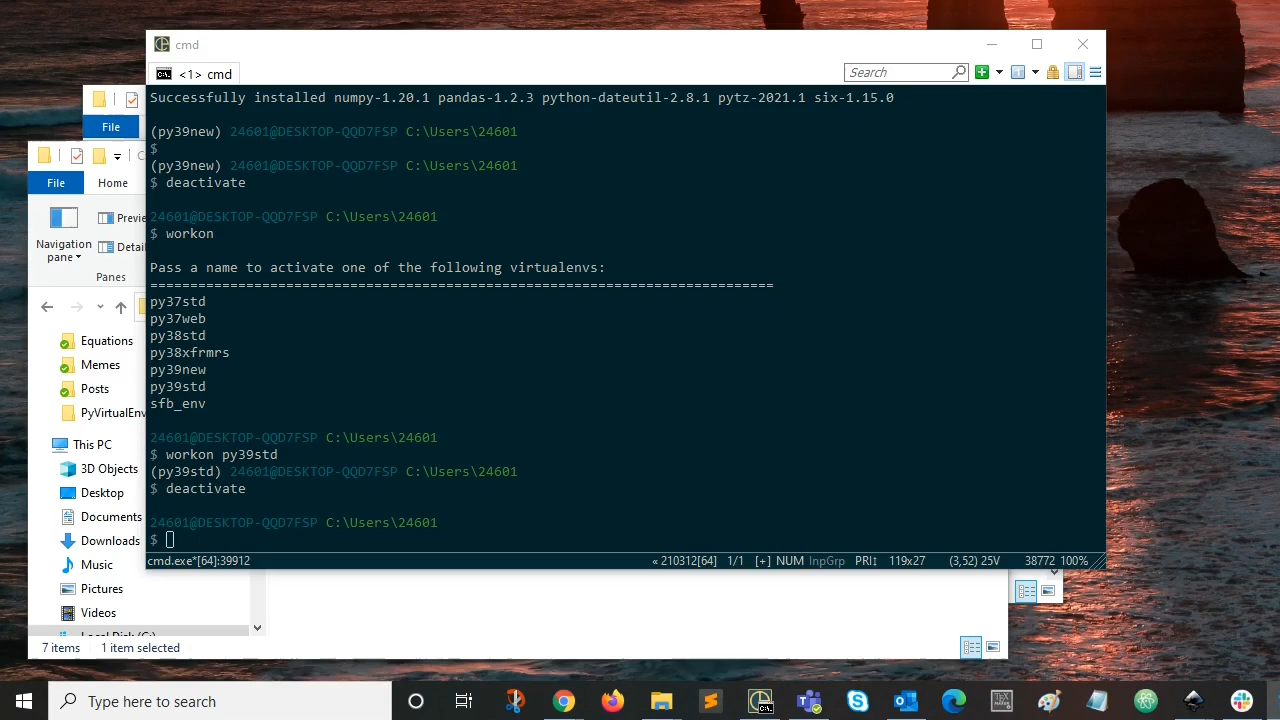 cmd
<1> cmd
Search
Successfully installed numpy-1.20.1 pandas-1.2.3 python-dateutil-2.8.1 pytz-2021.1 six-1.15.0
(py39new) 24601@DESKTOP-QQD7FSP C:\Users\24601
$
(py39new) 24601@DESKTOP-QQD7FSP C:\Users\24601
$ deactivate
24601@DESKTOP-QQD7FSP C:\Users\24601
$ workon
Pass a name to activate one of the following virtualenvs:
==============================================================================
py37std
py37web
py38std
py38xfrmrs
py39new
py39std
sfb_env
24601@DESKTOP-QQD7FSP C:\Users\24601
$ workon py39std
(py39std) 24601@DESKTOP-QQD7FSP C:\Users\24601
$ deactivate
24601@DESKTOP-QQD7FSP C:\Users\24601
$
cmd.exe*[64]:39912
« 210312[64] 1/1 [+] NUM InpGrp PRI↕ 119x27 (3,52) 25V 38772 100%
File
File
Home
Navigation
pane
Previe
Detai
Panes
Equations
Memes
Posts
PyVirtualEnv
This PC
3D Objects
Desktop
Documents
Downloads
Music
Pictures
Videos
Local Disk (C:)
7 items
1 item selected
Type here to search